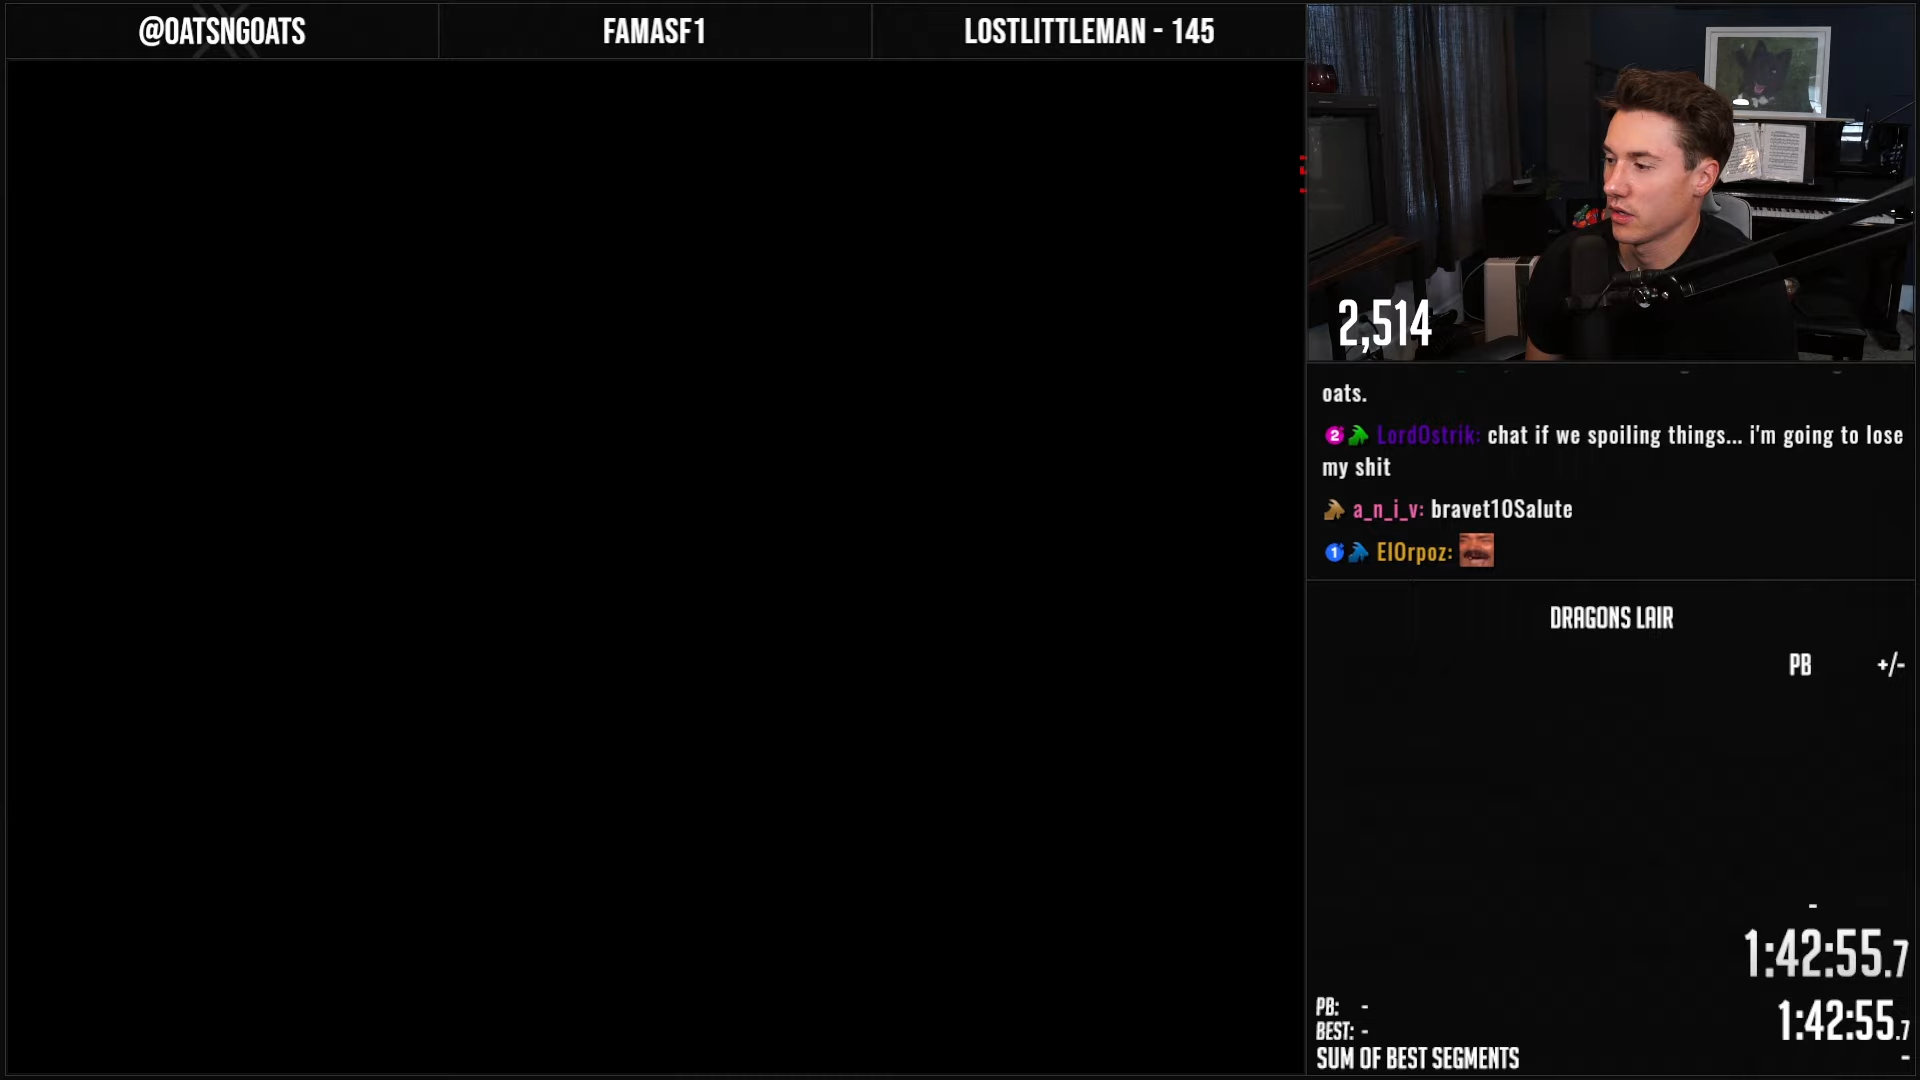 @OATSNGOATS
FAMASF1
LOSTLITTLEMAN - 145
2,514
oats.
2 LordOstrik: chat if we spoiling things... i'm going to lose
my shit
a_n_i_v: bravet10Salute
1 ElOrpoz:
DRAGONS LAIR
PB +/-
-
1:42:55.7
PB: -
1:42:55.7
BEST: -
SUM OF BEST SEGMENTS -